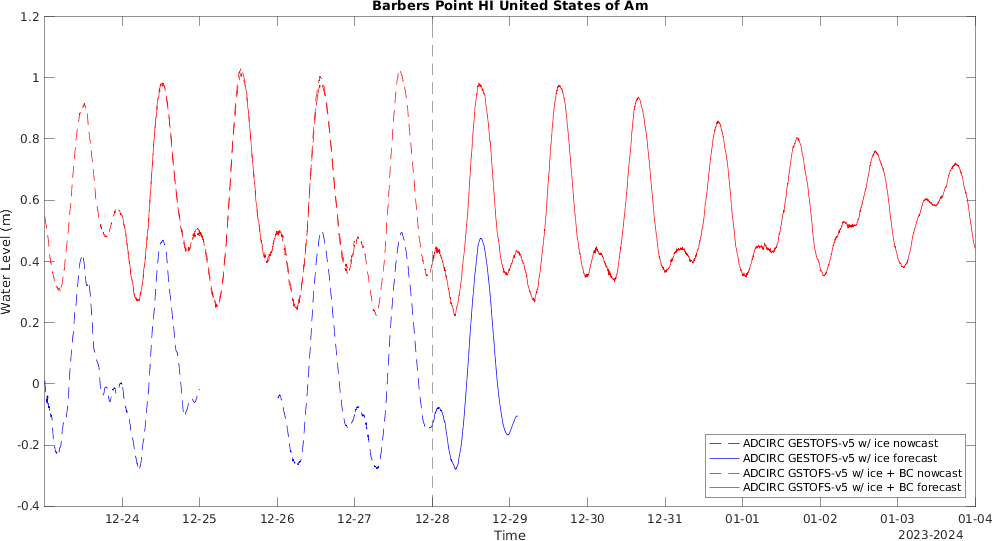 Barbers Point HI United States of Am
Water Level (m)
1.2
1
0.8
0.6
0.4
0.2
0
-0.2
-0.4
ADCIRC GESTOFS-v5 w/ ice nowcast
ADCIRC GESTOFS-v5 w/ ice forecast
ADCIRC GSTOFS-v5 w/ ice + BC nowcast
ADCIRC GSTOFS-v5 w/ ice + BC forecast
12-24 12-25 12-26 12-27 12-28 12-29 12-30 12-31 01-01 01-02 01-03 01-04
Time
2023-2024